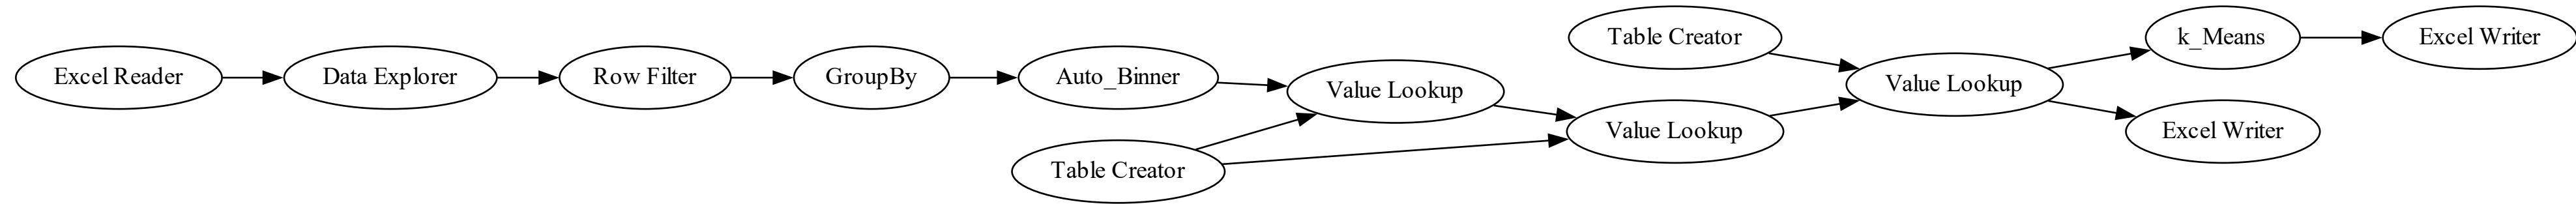 Excel Reader
Data Explorer
Row Filter
GroupBy
Auto_Binner
Table Creator
Value Lookup
Table Creator
Value Lookup
Value Lookup
k_Means
Excel Writer
Excel Writer